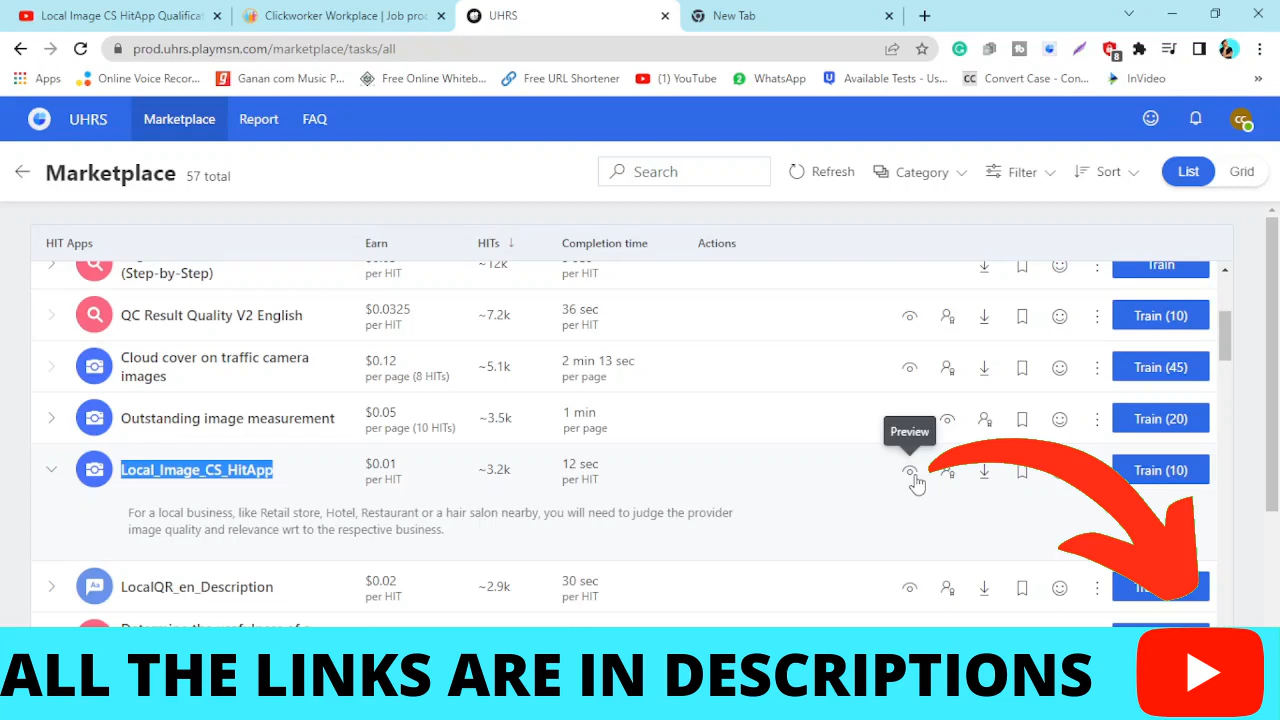 Local Image CS HitApp Qualificat
Clickworker Workplace | Job proc
UHRS
New Tab
prod.uhrs.playmsn.com/marketplace/tasks/all
8
Apps
Online Voice Recor...
Ganan com Music P...
Free Online Whiteb...
Free URL Shortener
(1) YouTube
2
WhatsApp
Available Tests - Us...
CC
Convert Case - Con...
InVideo
UHRS
Marketplace
Report
FAQ
CC
Marketplace 57 total
Search
Refresh
Category
Filter
Sort
List
Grid
HIT Apps
Earn
HITs ↓
Completion time
Actions
(Step-by-Step)
per HIT
~12k
per HIT
Train
QC Result Quality V2 English
$0.0325
per HIT
~7.2k
36 sec
per HIT
Train (10)
Cloud cover on traffic camera
images
$0.12
per page (8 HITs)
~5.1k
2 min 13 sec
per page
Train (45)
Outstanding image measurement
$0.05
per page (10 HITs)
~3.5k
1 min
per page
Preview
Train (20)
Local_Image_CS_HitApp
$0.01
per HIT
~3.2k
12 sec
per HIT
Train (10)
For a local business, like Retail store, Hotel, Restaurant or a hair salon nearby, you will need to judge the provider
image quality and relevance wrt to the respective business.
Aa
LocalQR_en_Description
$0.02
per HIT
~2.9k
30 sec
per HIT
ALL THE LINKS ARE IN DESCRIPTIONS